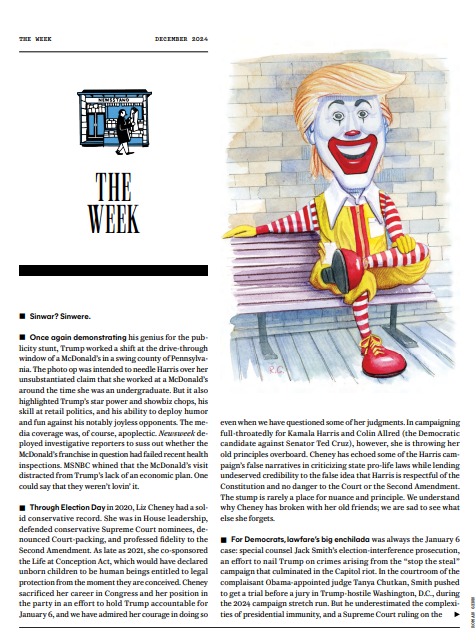 THE WEEK
DECEMBER 2024
NEWSSTAND
THE
WEEK
■ Sinwar? Sinwere.
■ Once again demonstrating his genius for the pub-
licity stunt, Trump worked a shift at the drive-through
window of a McDonald's in a swing county of Pennsylva-
nia. The photo op was intended to needle Harris over her
unsubstantiated claim that she worked at a McDonald's
around the time she was an undergraduate. But it also
highlighted Trump's star power and showbiz chops, his
skill at retail politics, and his ability to deploy humor
and fun against his notably joyless opponents. The me-
dia coverage was, of course, apoplectic. Newsweek de-
ployed investigative reporters to suss out whether the
McDonald's franchise in question had failed recent health
inspections. MSNBC whined that the McDonald's visit
distracted from Trump's lack of an economic plan. One
could say that they weren't lovin' it.
■ Through Election Day in 2020, Liz Cheney had a sol-
id conservative record. She was in House leadership,
defended conservative Supreme Court nominees, de-
nounced Court-packing, and professed fidelity to the
Second Amendment. As late as 2021, she co-sponsored
the Life at Conception Act, which would have declared
unborn children to be human beings entitled to legal
protection from the moment they are conceived. Cheney
sacrificed her career in Congress and her position in
the party in an effort to hold Trump accountable for
January 6, and we have admired her courage in doing so
even when we have questioned some of her judgments. In campaigning
full-throatedly for Kamala Harris and Colin Allred (the Democratic
candidate against Senator Ted Cruz), however, she is throwing her
old principles overboard. Cheney has echoed some of the Harris cam-
paign's false narratives in criticizing state pro-life laws while lending
undeserved credibility to the false idea that Harris is respectful of the
Constitution and no danger to the Court or the Second Amendment.
The stump is rarely a place for nuance and principle. We understand
why Cheney has broken with her old friends; we are sad to see what
else she forgets.
■ For Democrats, lawfare's big enchilada was always the January 6
case: special counsel Jack Smith's election-interference prosecution,
an effort to nail Trump on crimes arising from the "stop the steal"
campaign that culminated in the Capitol riot. In the courtroom of the
complaisant Obama-appointed judge Tanya Chutkan, Smith pushed
to get a trial before a jury in Trump-hostile Washington, D.C., during
the 2024 campaign stretch run. But he underestimated the complexi-
ties of presidential immunity, and a Supreme Court ruling on the ►